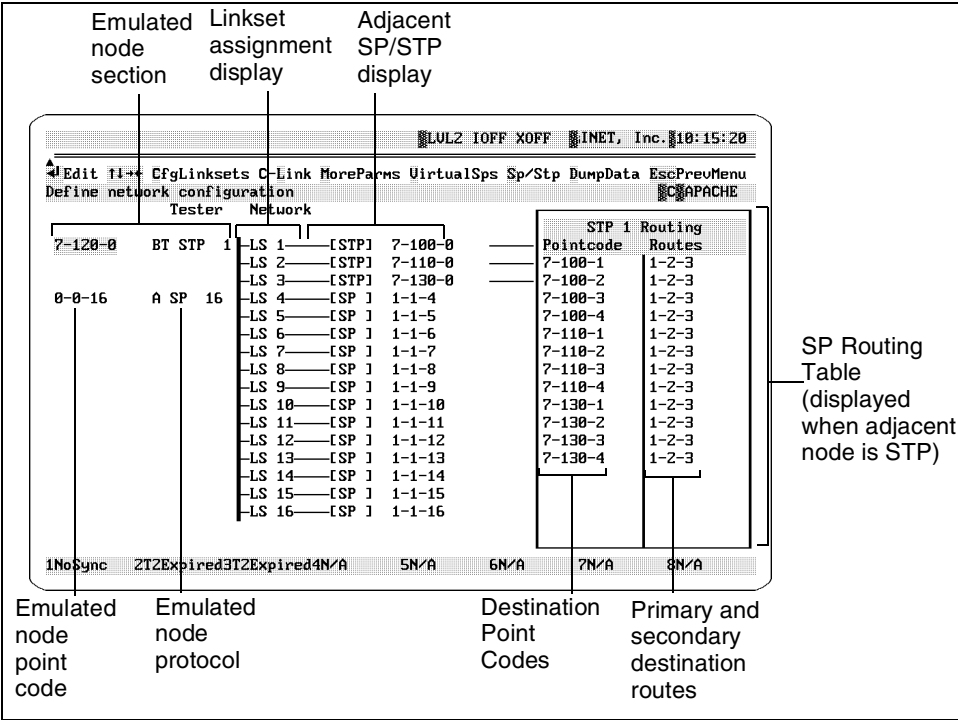 Emulated node section
Linkset assignment display
Adjacent SP/STP display
LVL2 IOFF XOFF INET, Inc. 10:15:20
Edit ↑↓→← CfgLinksets C-Link MoreParms VirtualSps Sp/Stp DumpData EscPrevMenu
Define network configuration C APACHE
Tester Network
STP 1 Routing
Pointcode Routes
7-120-0 BT STP 1 LS 1 [STP] 7-100-0
LS 2 [STP] 7-110-0 7-100-1 1-2-3
LS 3 [STP] 7-130-0 7-100-2 1-2-3
0-0-16 A SP 16 LS 4 [SP ] 1-1-4 7-100-3 1-2-3
LS 5 [SP ] 1-1-5 7-100-4 1-2-3
LS 6 [SP ] 1-1-6 7-110-1 1-2-3
LS 7 [SP ] 1-1-7 7-110-2 1-2-3
LS 8 [SP ] 1-1-8 7-110-3 1-2-3
LS 9 [SP ] 1-1-9 7-110-4 1-2-3
LS 10 [SP ] 1-1-10 7-130-1 1-2-3
LS 11 [SP ] 1-1-11 7-130-2 1-2-3
LS 12 [SP ] 1-1-12 7-130-3 1-2-3
LS 13 [SP ] 1-1-13 7-130-4 1-2-3
LS 14 [SP ] 1-1-14
LS 15 [SP ] 1-1-15
LS 16 [SP ] 1-1-16
1NoSync 2T2Expired3T2Expired4N/A 5N/A 6N/A 7N/A 8N/A
SP Routing
Table
(displayed
when adjacent
node is STP)
Emulated node point code
Emulated node protocol
Destination Point Codes
Primary and secondary destination routes